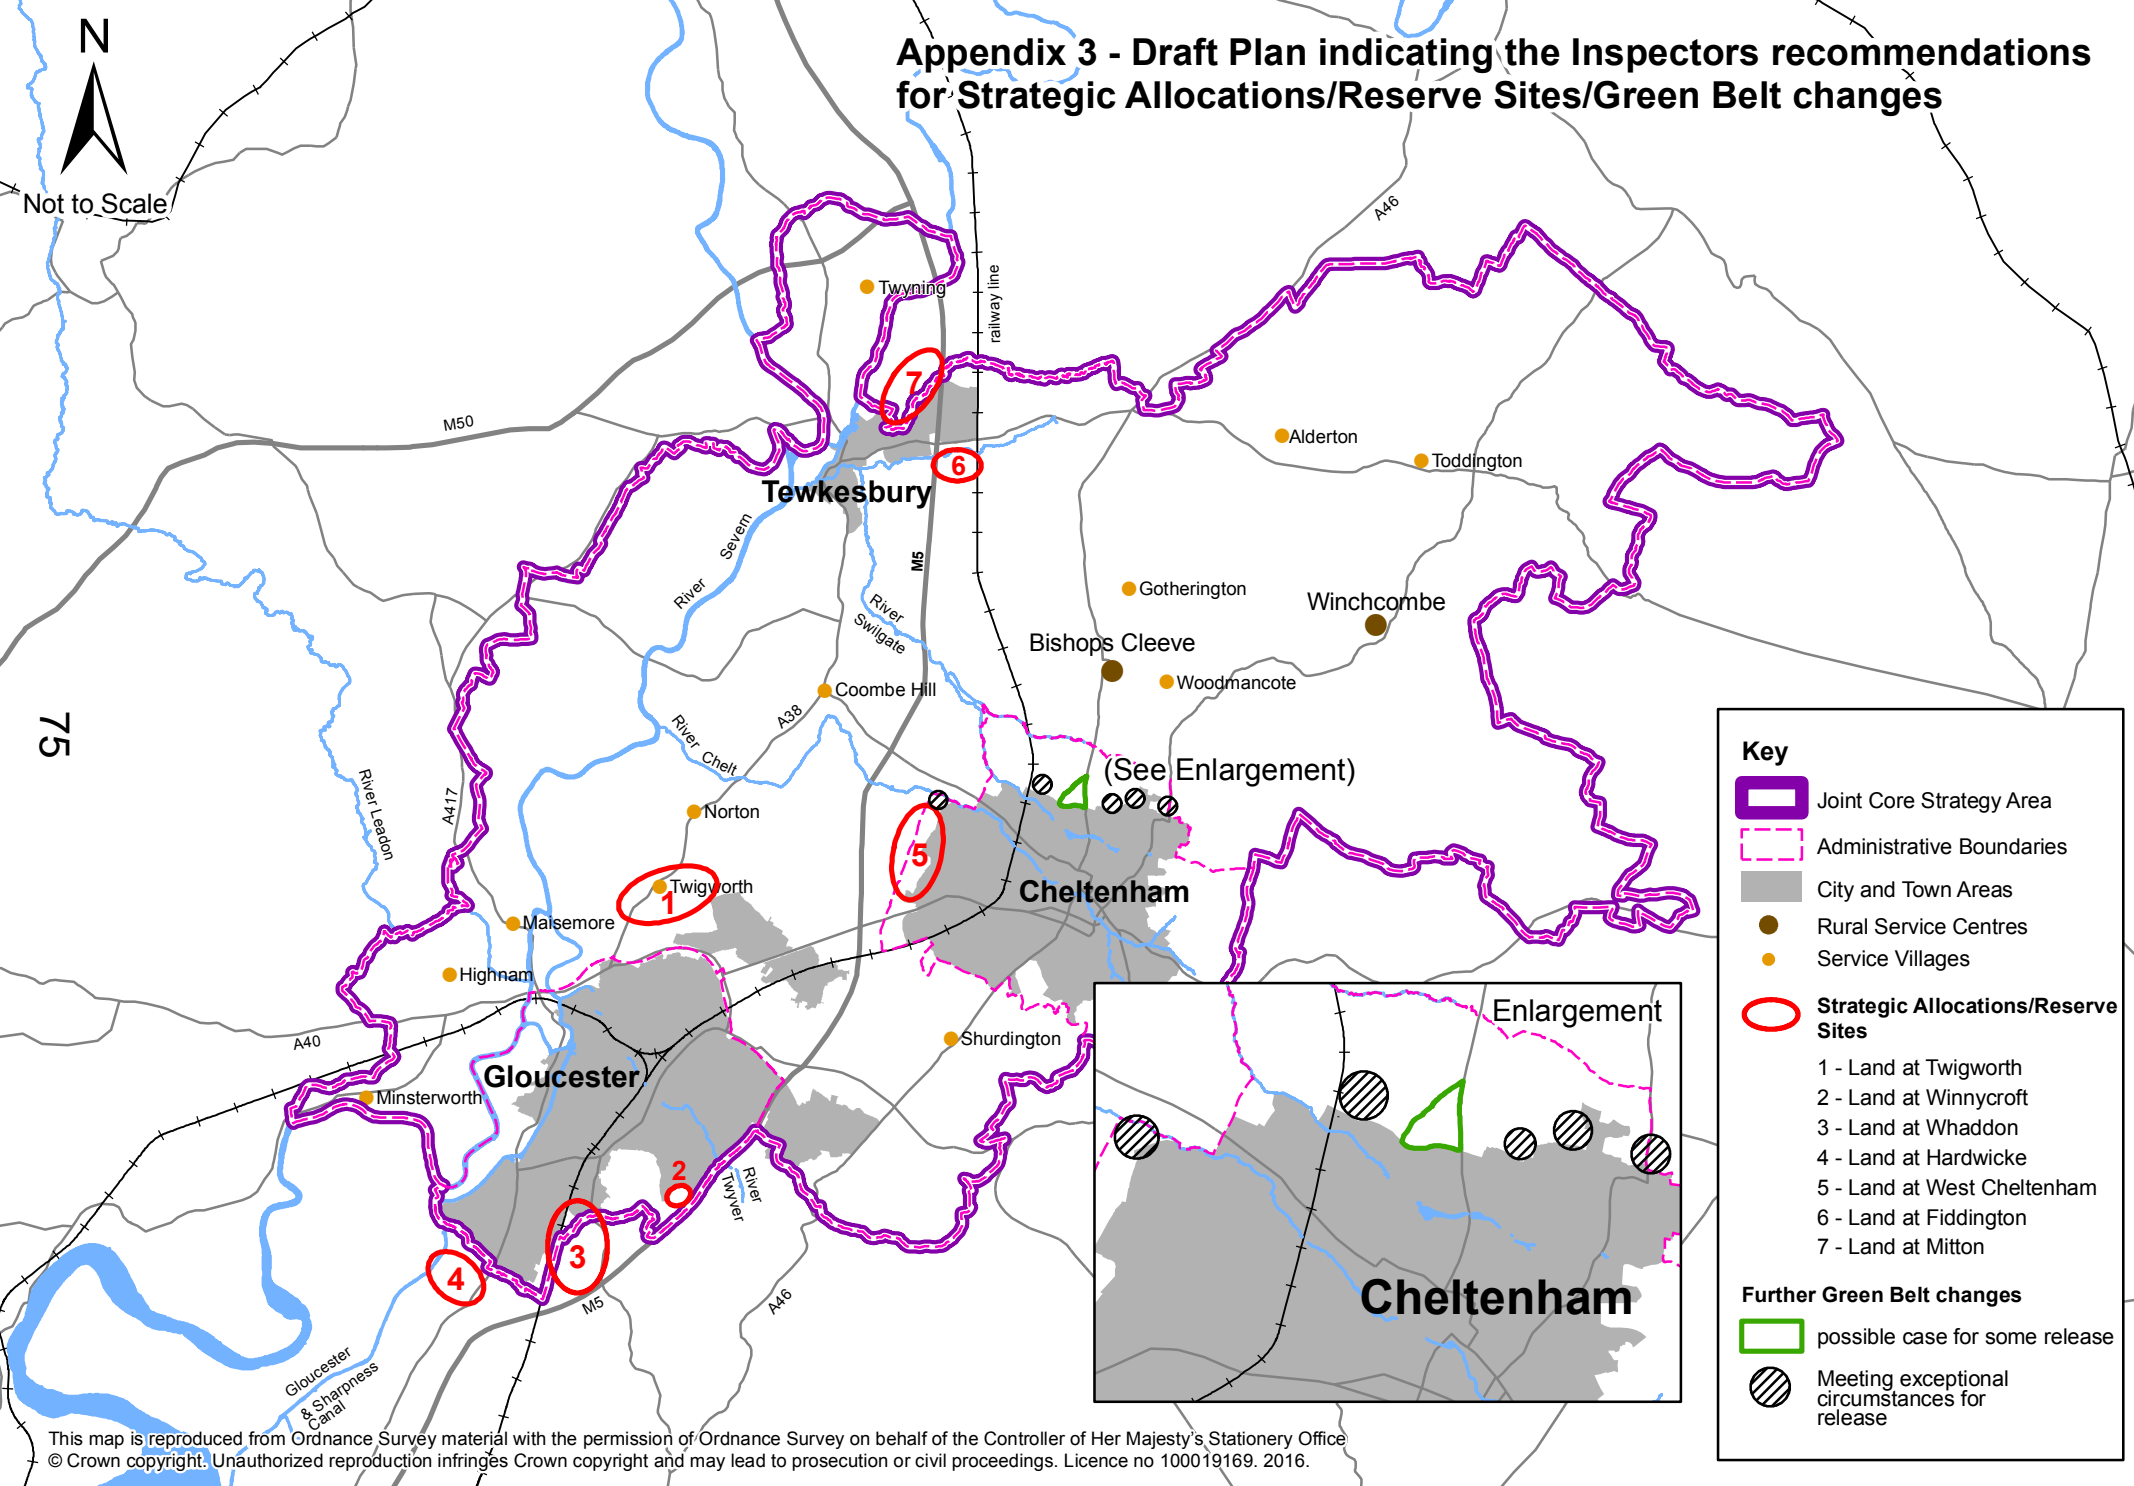 Appendix 3 - Draft Plan indicating the Inspectors recommendations
for Strategic Allocations/Reserve Sites/Green Belt changes
N
Not to Scale
A46
railway line
Twyning
7
M50
Alderton
Toddington
6
Tewkesbury
River
Severn
M5
River
Swilgate
Gotherington
Winchcombe
Bishops Cleeve
Woodmancote
Coombe Hill
A38
75
River Chelt
(See Enlargement)
River Leadon
A417
Norton
5
Cheltenham
Twigworth
1
Maisemore
Highnam
A40
Shurdington
Gloucester
Minsterworth
2
River
Twyver
3
4
M5
A46
Gloucester
& Sharpness
Canal
Enlargement
Cheltenham
Key
Joint Core Strategy Area
Administrative Boundaries
City and Town Areas
Rural Service Centres
Service Villages
Strategic Allocations/Reserve
Sites
1 - Land at Twigworth
2 - Land at Winnycroft
3 - Land at Whaddon
4 - Land at Hardwicke
5 - Land at West Cheltenham
6 - Land at Fiddington
7 - Land at Mitton
Further Green Belt changes
possible case for some release
Meeting exceptional
circumstances for
release
This map is reproduced from Ordnance Survey material with the permission of Ordnance Survey on behalf of the Controller of Her Majesty's Stationery Office
© Crown copyright. Unauthorized reproduction infringes Crown copyright and may lead to prosecution or civil proceedings. Licence no 100019169. 2016.